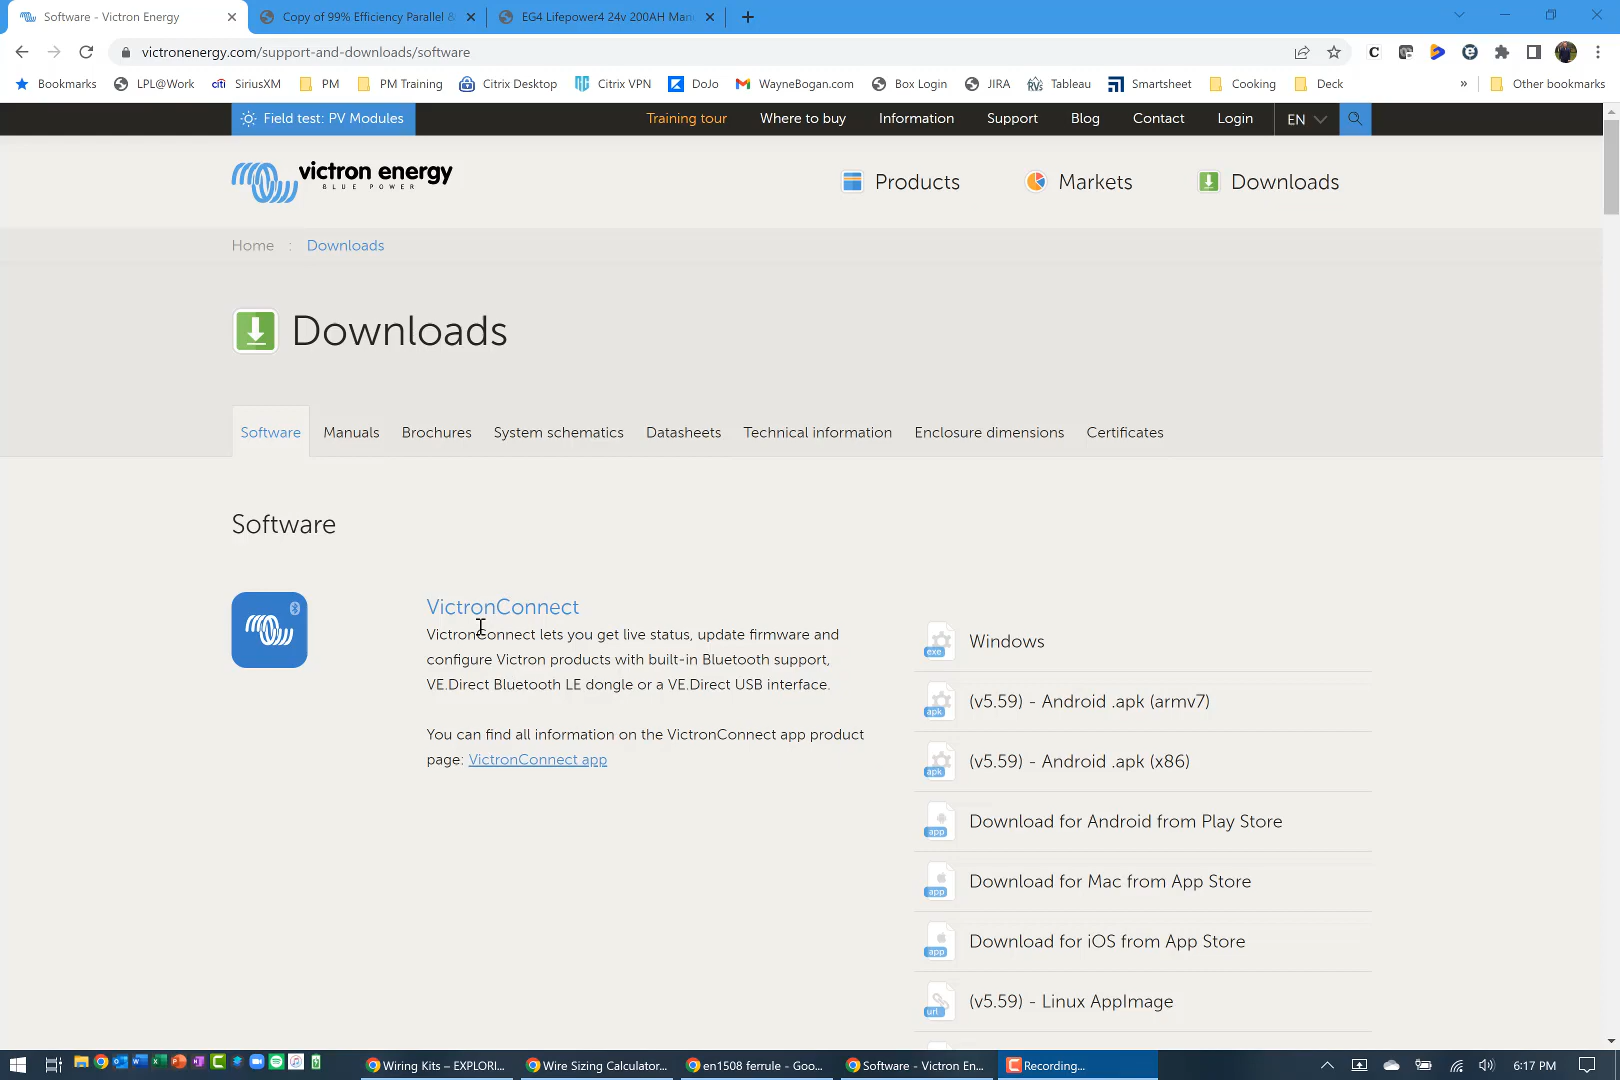 Software - Victron Energy
Copy of 99% Efficiency Parallel &
EG4 Lifepower4 24v 200AH Man
victronenergy.com/support-and-downloads/software
Bookmarks
LPL@Work
citi SiriusXM
PM
PM Training
Citrix Desktop
Citrix VPN
DoJo
WayneBogan.com
Box Login
JIRA
Tableau
Smartsheet
Cooking
Deck
»
Other bookmarks
Field test: PV Modules
Training tour
Where to buy
Information
Support
Blog
Contact
Login
EN
victron energy
BLUE POWER
Products
Markets
Downloads
Home : Downloads
Downloads
Software
Manuals
Brochures
System schematics
Datasheets
Technical information
Enclosure dimensions
Certificates
Software
VictronConnect
VictronConnect lets you get live status, update firmware and
configure Victron products with built-in Bluetooth support,
VE.Direct Bluetooth LE dongle or a VE.Direct USB interface.
You can find all information on the VictronConnect app product
page: VictronConnect app
exe Windows
apk (v5.59) - Android .apk (armv7)
apk (v5.59) - Android .apk (x86)
app Download for Android from Play Store
app Download for Mac from App Store
app Download for iOS from App Store
url (v5.59) - Linux AppImage
Wiring Kits – EXPLORI...
Wire Sizing Calculator...
en1508 ferrule - Goo...
Software - Victron En...
Recording...
6:17 PM